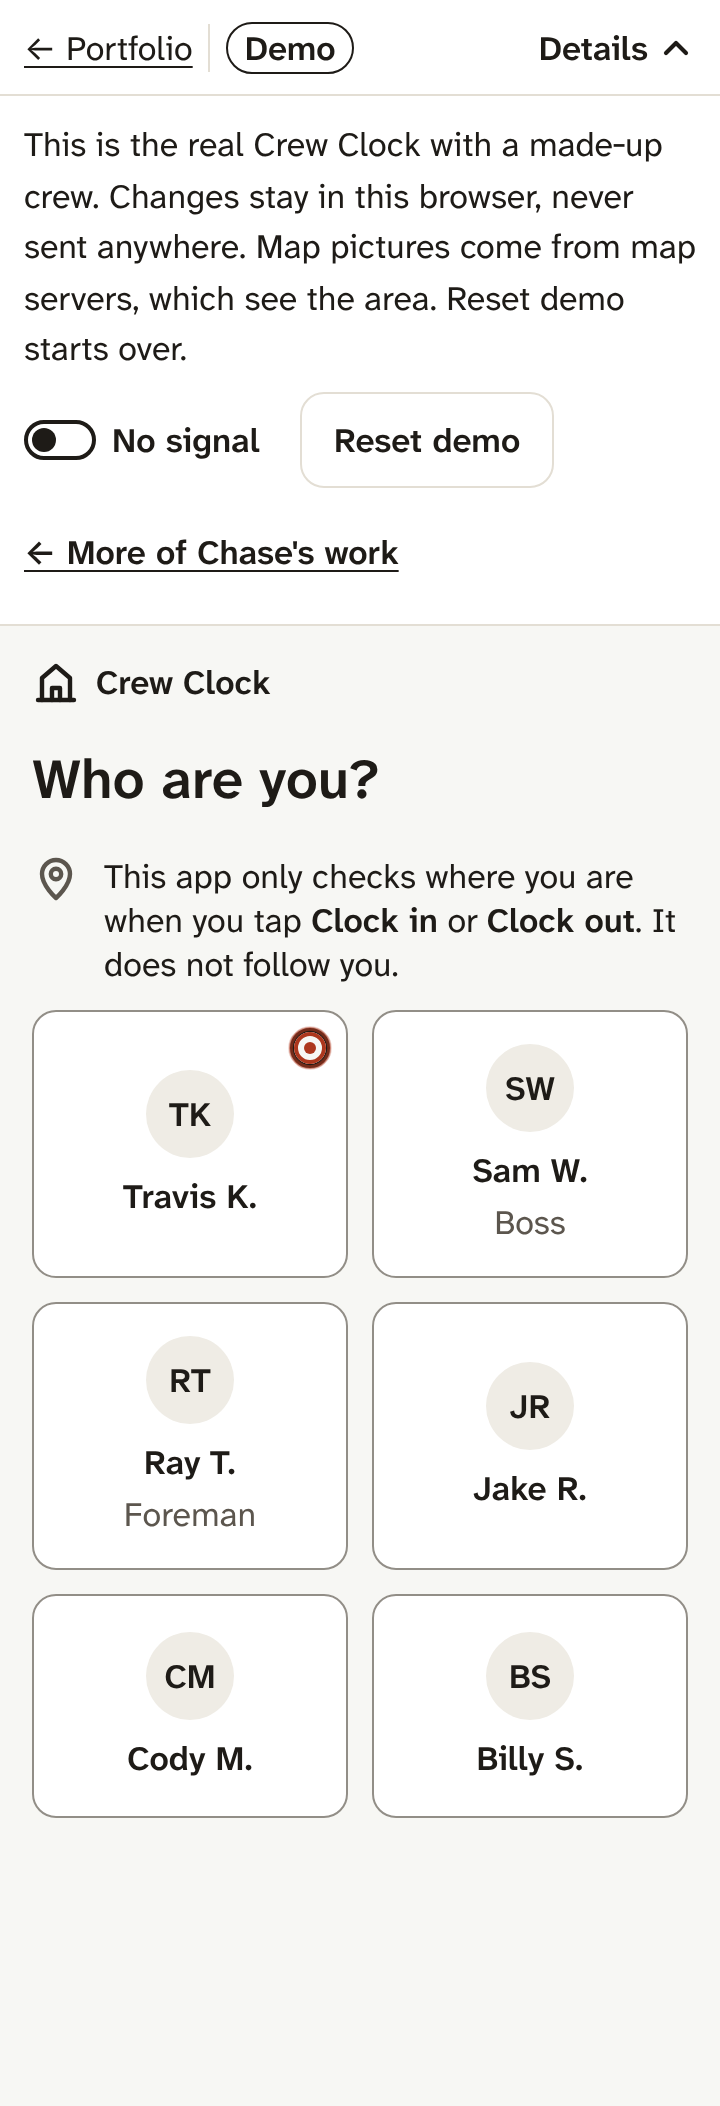 ← Portfolio
Demo
Details
This is the real Crew Clock with a made-up
crew. Changes stay in this browser, never
sent anywhere. Map pictures come from map
servers, which see the area. Reset demo
starts over.
No signal
Reset demo
← More of Chase's work
Crew Clock
Who are you?
This app only checks where you are
when you tap Clock in or Clock out. It
does not follow you.
TK
Travis K.
SW
Sam W.
Boss
RT
Ray T.
Foreman
JR
Jake R.
CM
Cody M.
BS
Billy S.